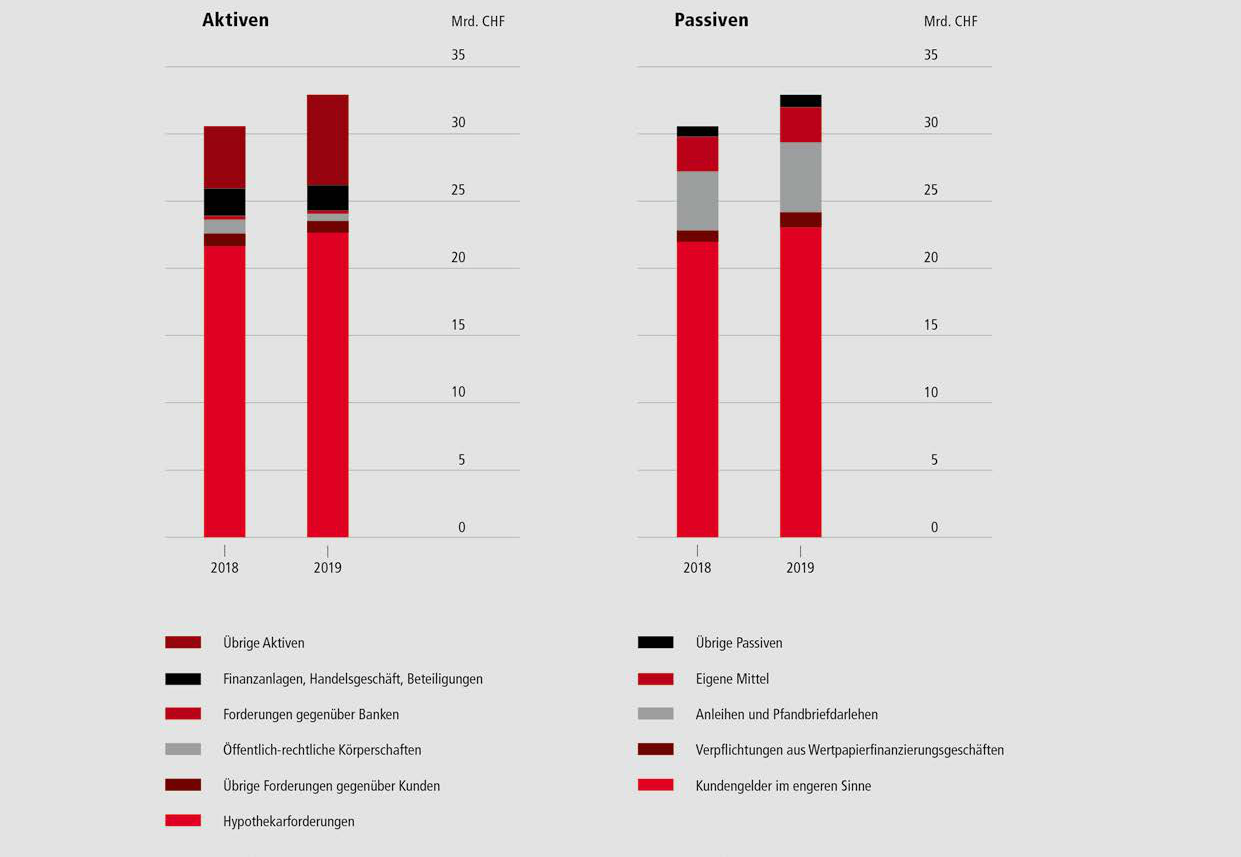 Aktiven
Mrd. CHF
35
30
25
20
15
10
5
0
2018
2019
Übrige Aktiven
Finanzanlagen, Handelsgeschäft, Beteiligungen
Forderungen gegenüber Banken
Öffentlich-rechtliche Körperschaften
Übrige Forderungen gegenüber Kunden
Hypothekarforderungen
Passiven
Mrd. CHF
35
30
25
20
15
10
5
0
2018
2019
Übrige Passiven
Eigene Mittel
Anleihen und Pfandbriefdarlehen
Verpflichtungen aus Wertpapierfinanzierungsgeschäften
Kundengelder im engeren Sinne